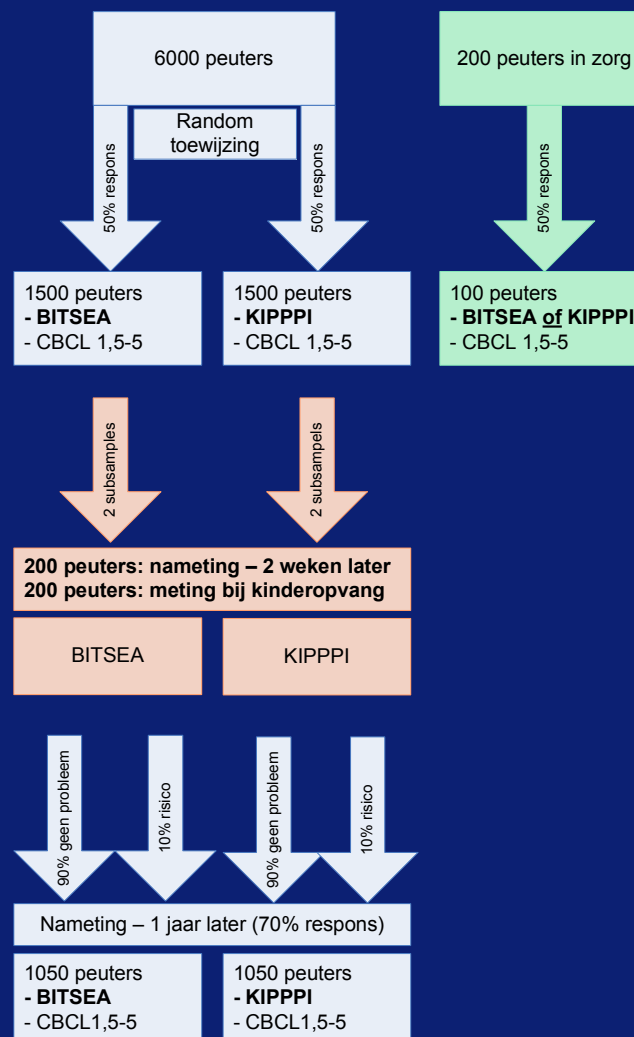 6000 peuters
200 peuters in zorg
Random
toewijzing
50% respons
50% respons
50% respons
1500 peuters
- BITSEA
- CBCL 1,5-5
1500 peuters
- KIPPPI
- CBCL 1,5-5
100 peuters
- BITSEA of KIPPPI
- CBCL 1,5-5
2 subsamples
2 subsampels
200 peuters: nameting – 2 weken later
200 peuters: meting bij kinderopvang
BITSEA
KIPPPI
90% geen probleem
10% risico
90% geen probleem
10% risico
Nameting – 1 jaar later (70% respons)
1050 peuters
- BITSEA
- CBCL1,5-5
1050 peuters
- KIPPPI
- CBCL1,5-5